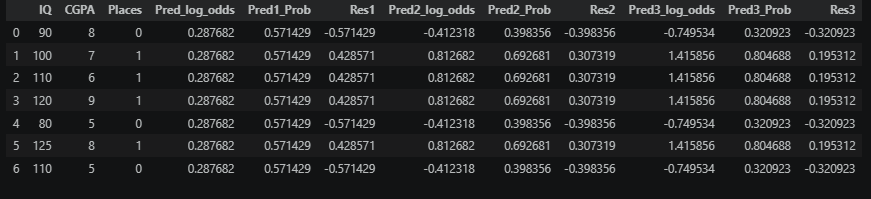 IQ CGPA Places Pred_log_odds Pred1_Prob Res1 Pred2_log_odds Pred2_Prob Res2 Pred3_log_odds Pred3_Prob Res3
0 90 8 0 0.287682 0.571429 -0.571429 -0.412318 0.398356 -0.398356 -0.749534 0.320923 -0.320923
1 100 7 1 0.287682 0.571429 0.428571 0.812682 0.692681 0.307319 1.415856 0.804688 0.195312
2 110 6 1 0.287682 0.571429 0.428571 0.812682 0.692681 0.307319 1.415856 0.804688 0.195312
3 120 9 1 0.287682 0.571429 0.428571 0.812682 0.692681 0.307319 1.415856 0.804688 0.195312
4 80 5 0 0.287682 0.571429 -0.571429 -0.412318 0.398356 -0.398356 -0.749534 0.320923 -0.320923
5 125 8 1 0.287682 0.571429 0.428571 0.812682 0.692681 0.307319 1.415856 0.804688 0.195312
6 110 5 0 0.287682 0.571429 -0.571429 -0.412318 0.398356 -0.398356 -0.749534 0.320923 -0.320923